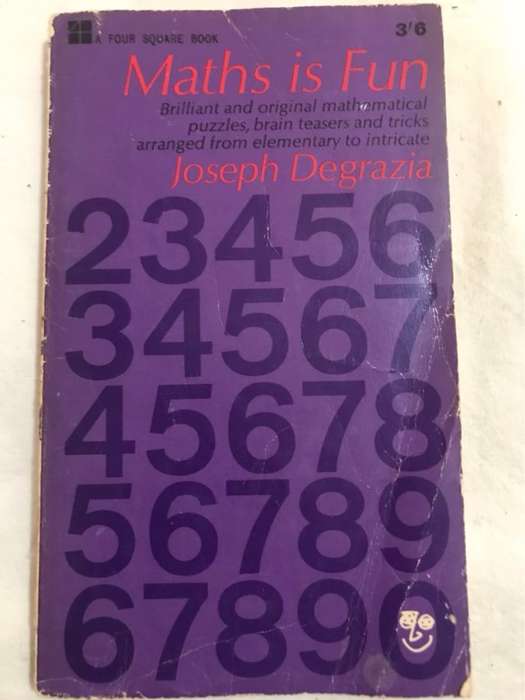 A FOUR SQUARE BOOK 3'6
Maths is Fun
Brilliant and original mathematical
puzzles, brain teasers and tricks
arranged from elementary to intricate
Joseph Degrazia
23456
34567
45678
56789
67890